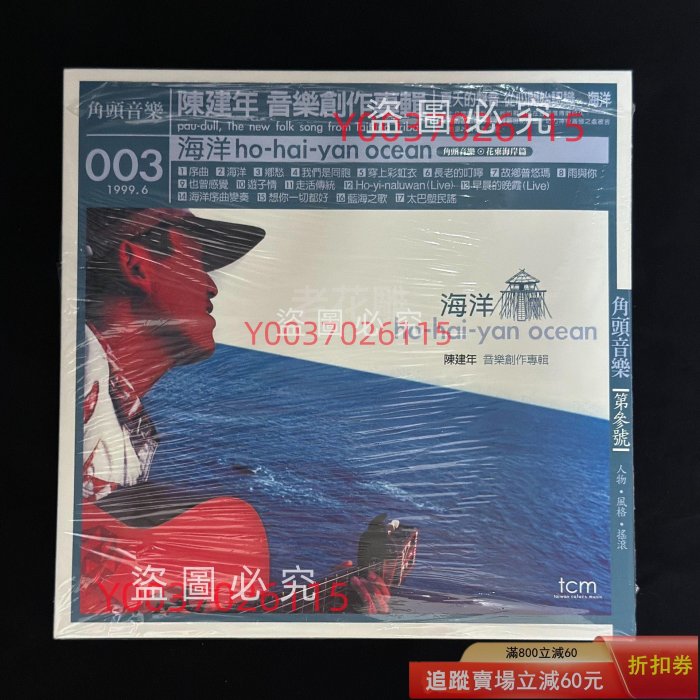 角頭音樂
陳建年 音樂創作專輯
盜圖必究
Y0037026115
pau-dull, The new folk song from
003
1999.6
海洋 ho-hai-yan ocean
角頭音樂⊙花東海岸篇
1 序曲 2 海洋 3 鄉愁 4 我們是同胞 5 穿上彩虹衣 6 長老的叮嚀 7 故鄉普悠瑪 8 雨與你
9 也曾感覺 10 遊子情 11 走活傳統 12 Ho-yi-naluwan(Live) 13 早晨的晚霞(Live)
14 海洋序曲變奏 15 想你一切都好 16 藍海之歌 17 太巴塱民謠
老花雕
盜圖必究
Y0037026115
海洋
ho-hai-yan ocean
陳建年 音樂創作專輯
角頭音樂
第參號
人物・風格・搖滾
盜圖必究
Y0037026115
tcm
taiwan colors music
滿800立減60
追蹤賣場立減60元
折扣券